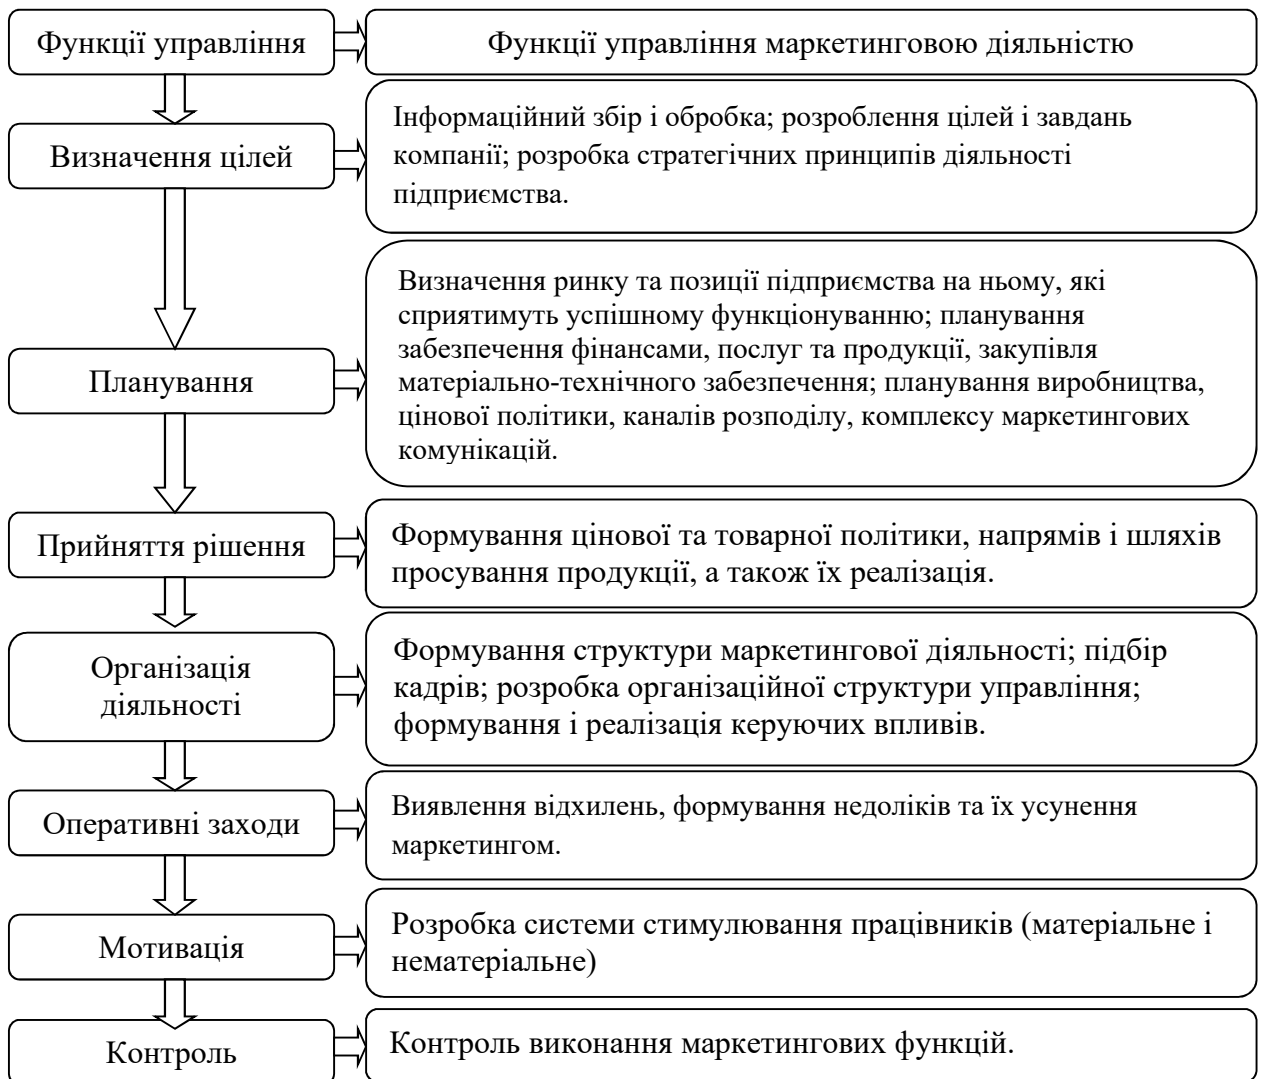 Функції управління
Функції управління маркетинговою діяльністю
Визначення цілей
Інформаційний збір і обробка; розроблення цілей і завдань
компанії; розробка стратегічних принципів діяльності
підприємства.
Планування
Визначення ринку та позиції підприємства на ньому, які
сприятимуть успішному функціонуванню; планування
забезпечення фінансами, послуг та продукції, закупівля
матеріально-технічного забезпечення; планування виробництва,
цінової політики, каналів розподілу, комплексу маркетингових
комунікацій.
Прийняття рішення
Формування цінової та товарної політики, напрямів і шляхів
просування продукції, а також їх реалізація.
Організація
діяльності
Формування структури маркетингової діяльності; підбір
кадрів; розробка організаційної структури управління;
формування і реалізація керуючих впливів.
Оперативні заходи
Виявлення відхилень, формування недоліків та їх усунення
маркетингом.
Мотивація
Розробка системи стимулювання працівників (матеріальне і
нематеріальне)
Контроль
Контроль виконання маркетингових функцій.